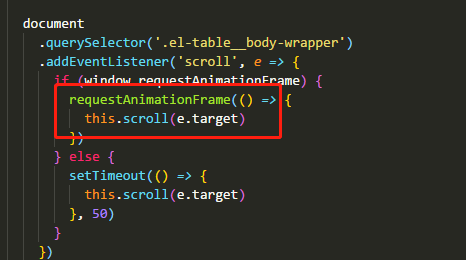 document
.querySelector('.el-table__body-wrapper')
.addEventListener('scroll', e => {
if (window.requestAnimationFrame) {
requestAnimationFrame(() => {
this.scroll(e.target)
})
} else {
setTimeout(() => {
this.scroll(e.target)
}, 50)
}
})